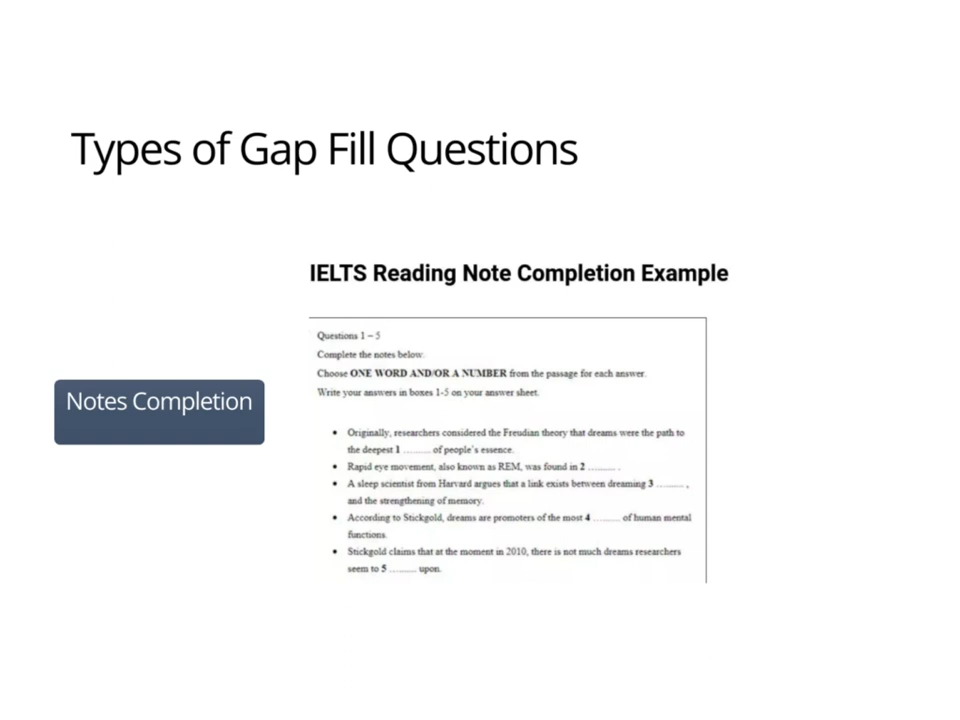 Types of Gap Fill Questions
IELTS Reading Note Completion Example
Questions 1 – 5
Complete the notes below.
Choose ONE WORD AND/OR A NUMBER from the passage for each answer.
Write your answers in boxes 1-5 on your answer sheet.
Notes Completion
• Originally, researchers considered the Freudian theory that dreams were the path to
the deepest 1 ......... of people's essence.
• Rapid eye movement, also known as REM, was found in 2 ......... .
• A sleep scientist from Harvard argues that a link exists between dreaming 3 ......... ,
and the strengthening of memory.
• According to Stickgold, dreams are promoters of the most 4 ......... of human mental
functions.
• Stickgold claims that at the moment in 2010, there is not much dreams researchers
seem to 5 ......... upon.